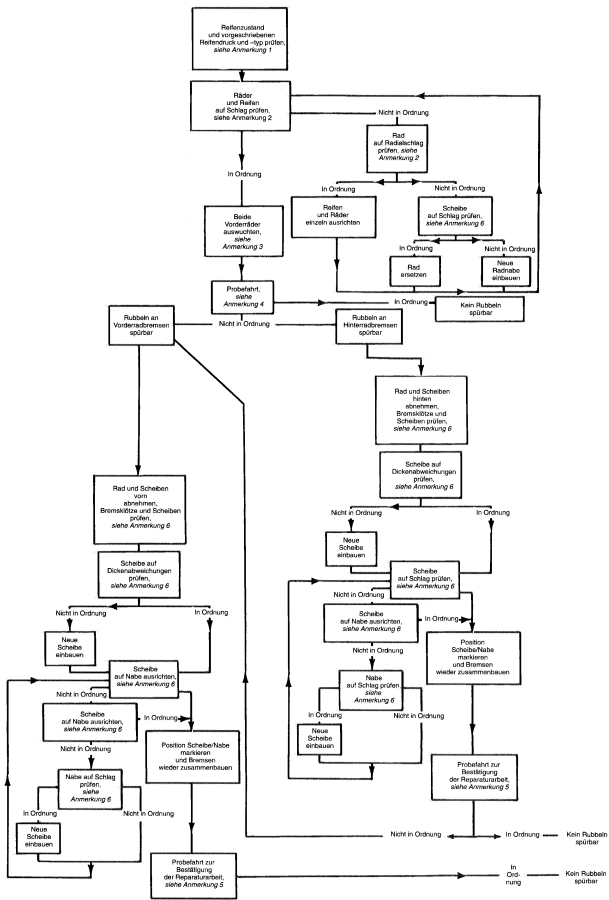 Reifenzustand
und vorgeschriebenen
Reifendruck und –typ prüfen,
siehe Anmerkung 1
Räder
und Reifen
auf Schlag prüfen,
siehe Anmerkung 2
Nicht in Ordnung
Rad
auf Radialschlag
prüfen, siehe
Anmerkung 2
In Ordnung
In Ordnung
Nicht in Ordnung
Beide
Vorderräder
auswuchten,
siehe
Anmerkung 3
Reifen
und Räder
einzeln ausrichten
Scheibe
auf Schlag prüfen,
siehe Anmerkung 6
In Ordnung
Nicht in Ordnung
Rad
ersetzen
Neue
Radnabe
einbauen
Probefahrt,
siehe
Anmerkung 4
In Ordnung
Kein Rubbeln
spürbar
Rubbeln an
Vorderradbremsen
spürbar
Nicht in Ordnung
Rubbeln an
Hinterradbremsen
spürbar
Rad und Scheiben
hinten
abnehmen,
Bremsklötze und
Scheiben prüfen,
siehe Anmerkung 6
Scheibe auf
Dickenabweichungen
prüfen,
siehe Anmerkung 6
Nicht in Ordnung
In Ordnung
Neue
Scheibe
einbauen
Scheibe
auf Schlag prüfen,
siehe Anmerkung 6
Nicht in Ordnung
Scheibe
auf Nabe ausrichten,
siehe Anmerkung 6
In Ordnung
Nicht in Ordnung
Position
Scheibe/Nabe
markieren
und Bremsen
wieder zusammenbauen
Nabe
auf Schlag prüfen,
siehe
Anmerkung 6
In Ordnung
Nicht in Ordnung
Neue
Scheibe
einbauen
Probefahrt zur
Bestätigung
der Reparaturarbeit,
siehe Anmerkung 5
Nicht in Ordnung
In Ordnung
Kein Rubbeln
spürbar
Rad und Scheiben
vorn
abnehmen,
Bremsklötze und Scheiben
prüfen,
siehe Anmerkung 6
Scheibe auf
Dickenabweichungen
prüfen,
siehe Anmerkung 6
Nicht in Ordnung
In Ordnung
Neue
Scheibe
einbauen
Scheibe
auf Nabe ausrichten,
siehe Anmerkung 6
Nicht in Ordnung
Scheibe
auf Nabe ausrichten,
siehe Anmerkung 6
In Ordnung
Nicht in Ordnung
Position Scheibe/Nabe
markieren
und Bremsen
wieder zusammenbauen
Nabe auf Schlag
prüfen,
siehe
Anmerkung 6
In Ordnung
Nicht in Ordnung
Neue
Scheibe
einbauen
Probefahrt zur
Bestätigung
der Reparaturarbeit,
siehe Anmerkung 5
In
Ord-
nung
Kein Rubbeln
spürbar